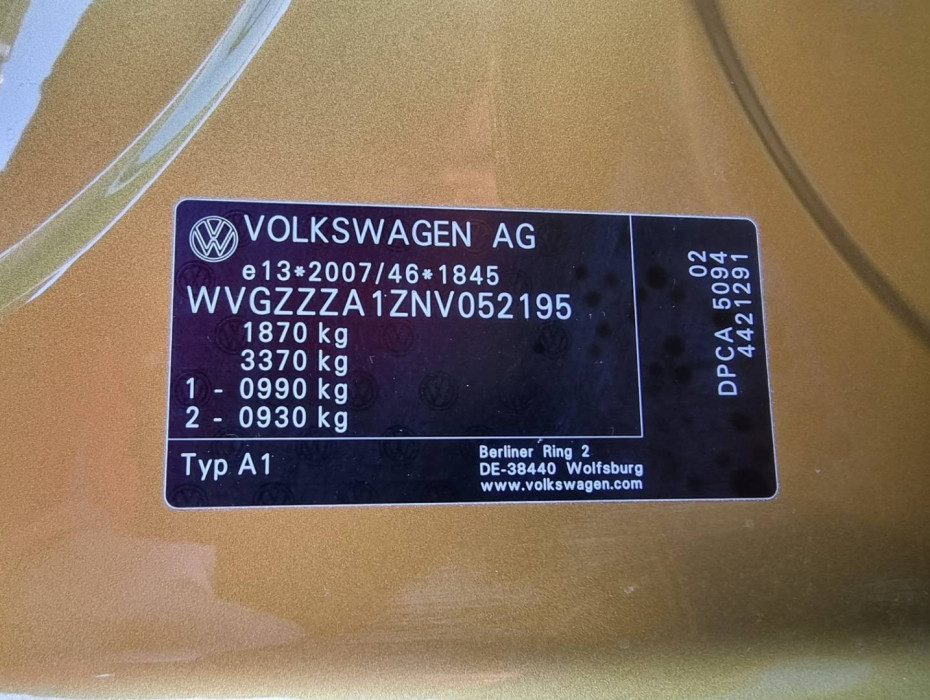 VOLKSWAGEN AG
e13*2007/46*1845
WVGZZZA1ZNV052195
1870 kg
3370 kg
1 - 0990 kg
2 - 0930 kg
Typ A1
Berliner Ring 2
DE-38440 Wolfsburg
www.volkswagen.com
02
DPCA 5094
4421291